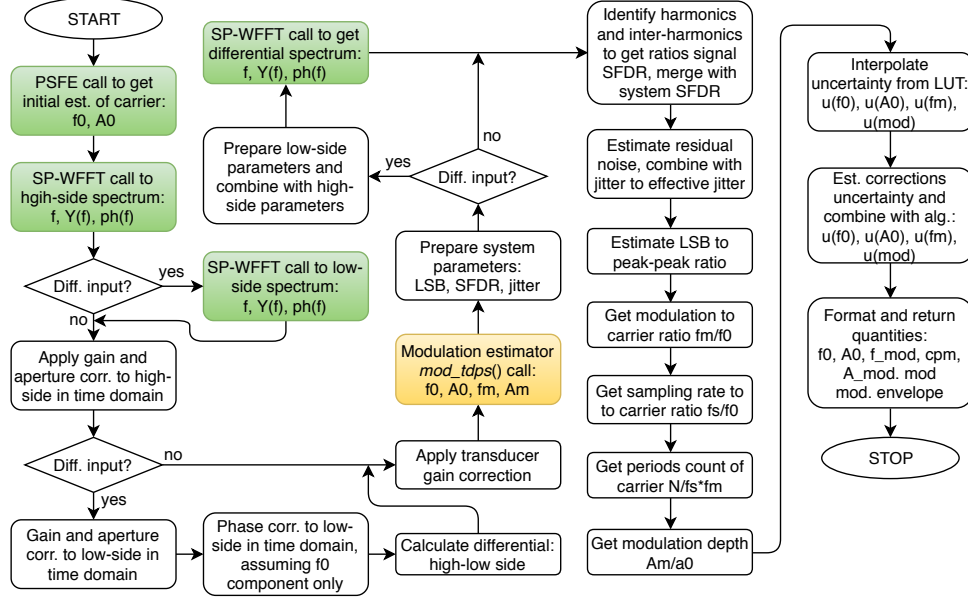 START
PSFE call to get
initial est. of carrier:
f0, A0
SP-WFFT call to
hgih-side spectrum:
f, Y(f), ph(f)
Diff. input?
yes
no
SP-WFFT call to low-
side spectrum:
f, Y(f), ph(f)
Apply gain and
aperture corr. to high-
side in time domain
Diff. input?
no
yes
Gain and aperture
corr. to low-side in
time domain
Phase corr. to low-
side in time domain,
assuming f0
component only
Calculate differential:
high-low side
Apply transducer
gain correction
Modulation estimator
mod_tdps() call:
f0, A0, fm, Am
Prepare system
parameters:
LSB, SFDR, jitter
Diff. input?
yes
no
Prepare low-side
parameters and
combine with high-
side parameters
SP-WFFT call to
get differential
spectrum:
f, Y(f), ph(f)
Identify harmonics
and inter-harmonics
to get ratios signal
SFDR, merge with
system SFDR
Estimate residual
noise, combine with
jitter to effective jitter
Estimate LSB to
peak-peak ratio
Get modulation to
carrier ratio fm/f0
Get sampling rate to
to carrier ratio fs/f0
Get periods count of
carrier N/fs*fm
Get modulation depth
Am/a0
Interpolate
uncertainty from LUT:
u(f0), u(A0), u(fm),
u(mod)
Est. corrections
uncertainty and
combine with alg.:
u(f0), u(A0), u(fm),
u(mod)
Format and return
quantities:
f0, A0, f_mod, cpm,
A_mod. mod
mod. envelope
STOP